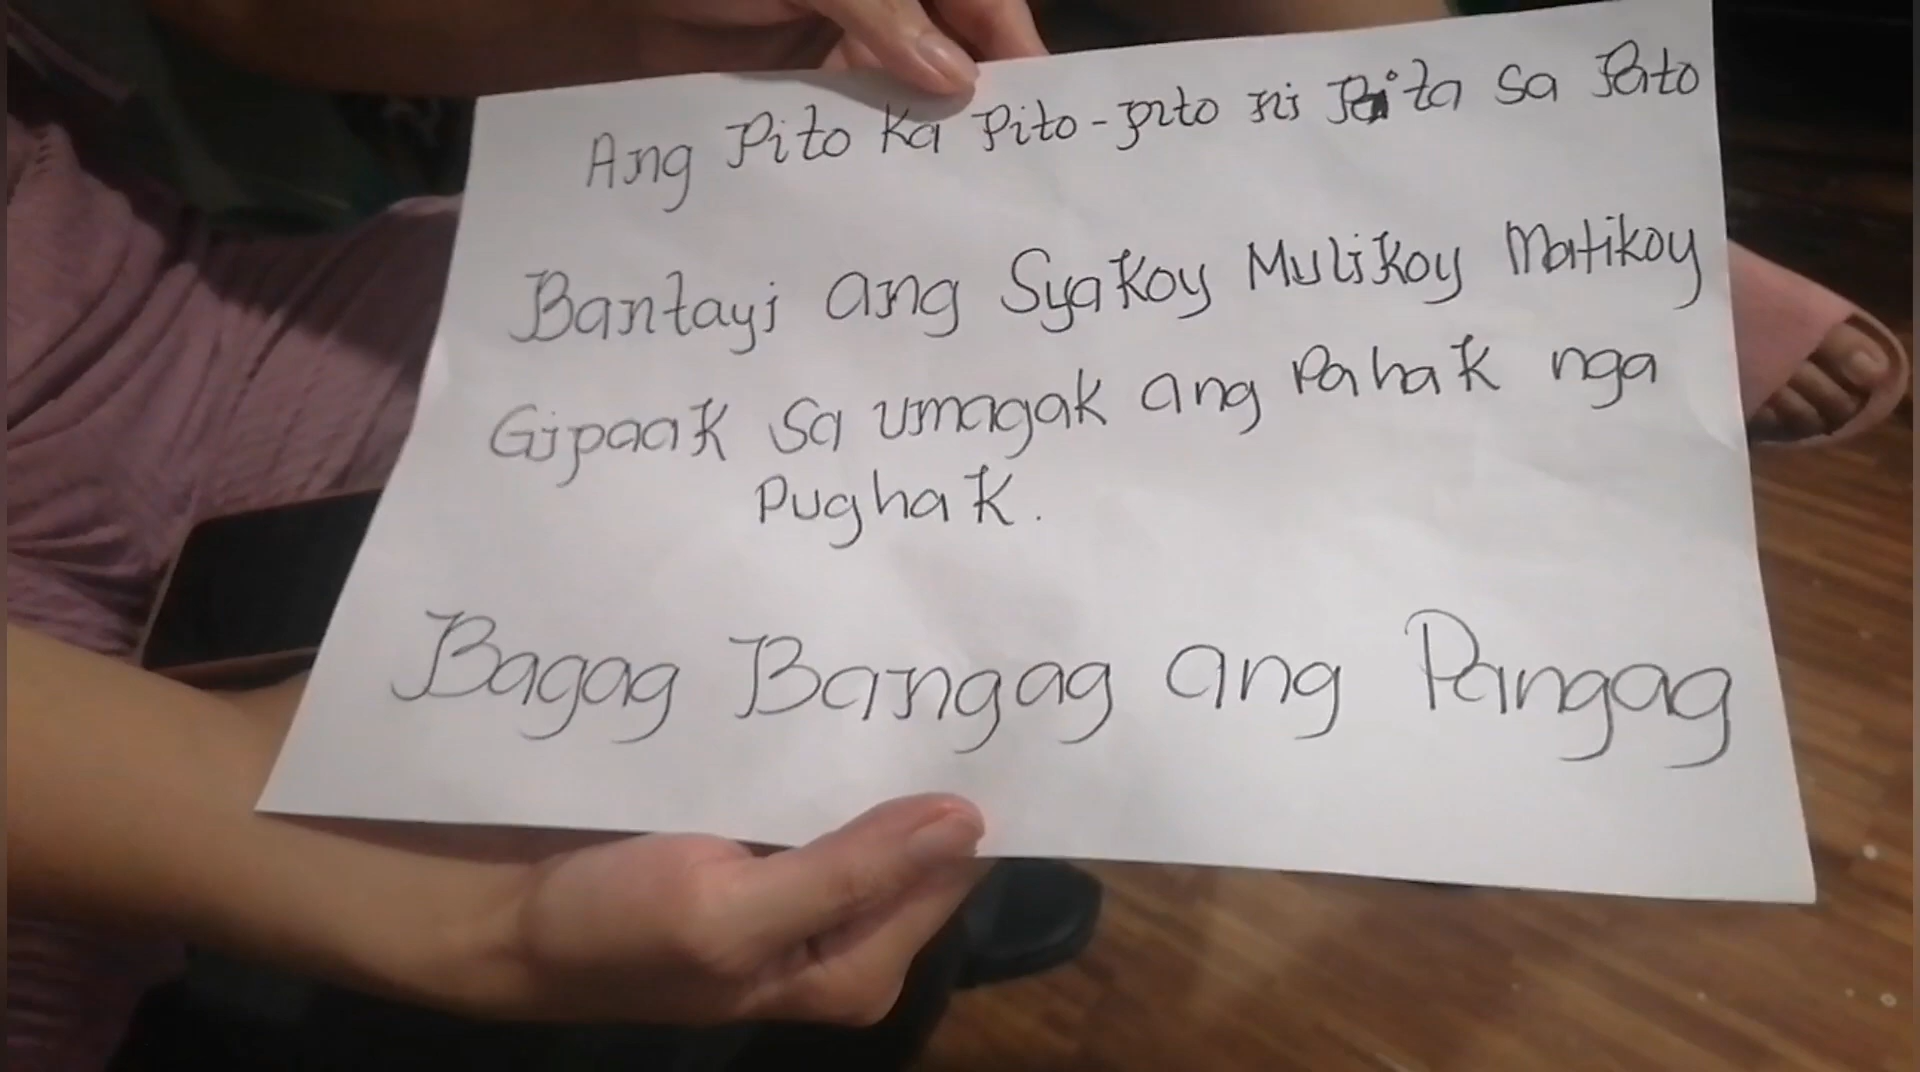 Ang Pito ka Pito-pito ni Pita sa Pato
Bantayi ang Syakoy Mulikoy Matikoy
Gipaak sa umagak ang Pahak nga
Pughak.
Bagag Bangag ang Pangag